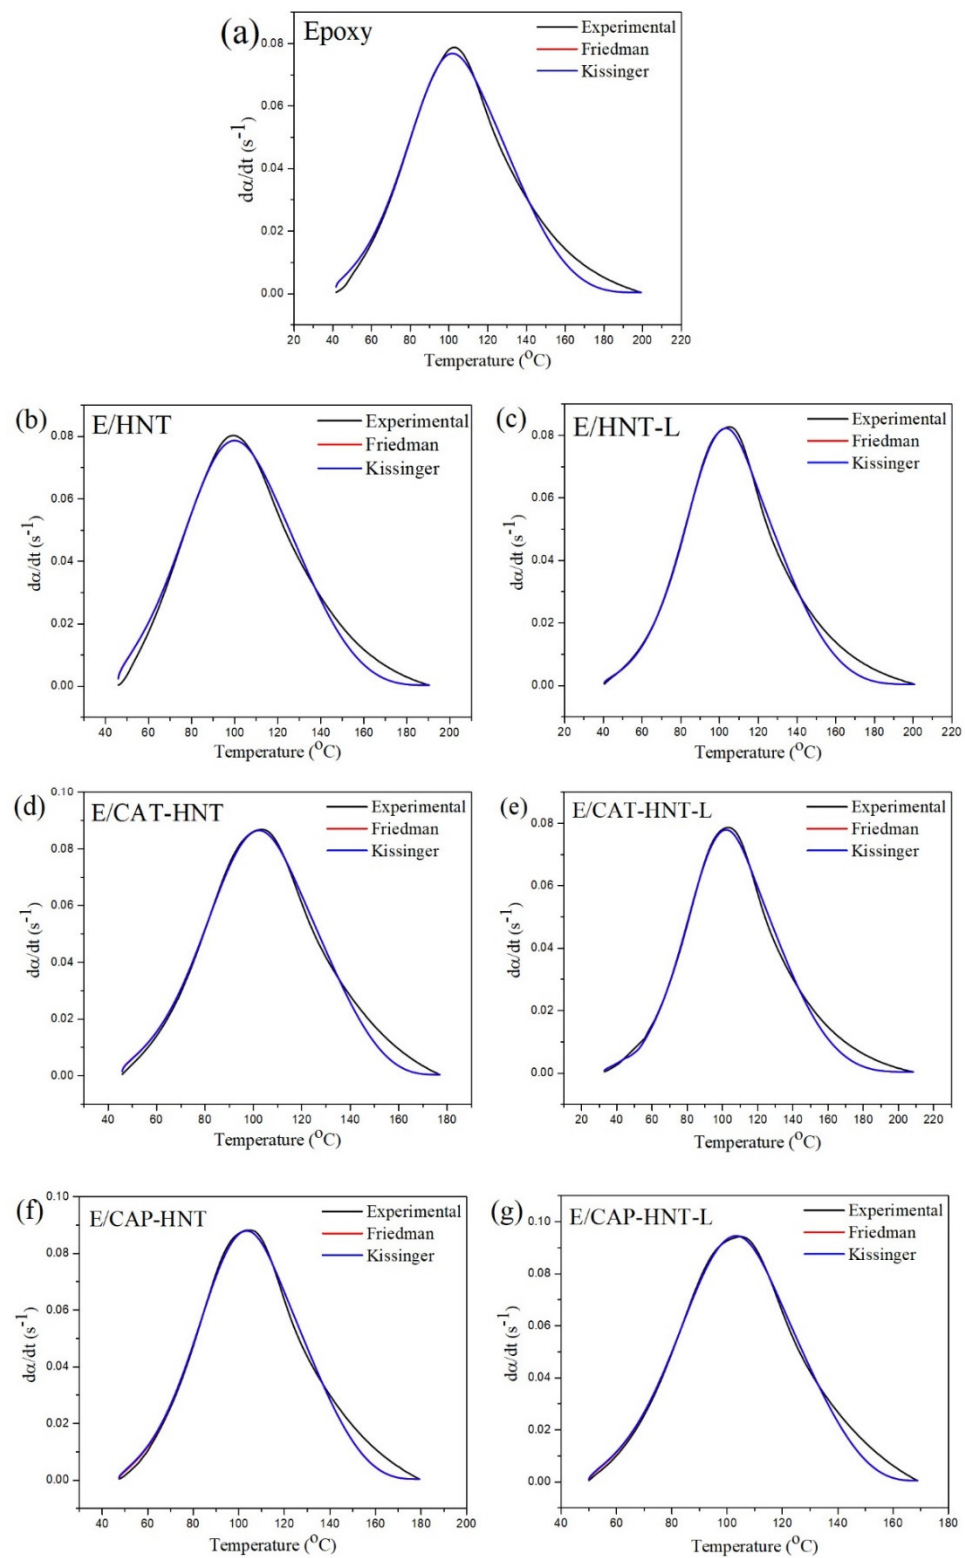 (a) Epoxy
Experimental
Friedman
Kissinger
0.08
0.06
0.04
0.02
0.00
dα/dt (s-1)
20 40 60 80 100 120 140 160 180 200 220
Temperature (OC)
(b) E/HNT
Experimental
Friedman
Kissinger
0.08
0.06
0.04
0.02
0.00
dα/dt (s-1)
40 60 80 100 120 140 160 180 200
Temperature (OC)
(c) E/HNT-L
Experimental
Friedman
Kissinger
0.08
0.06
0.04
0.02
0.00
dα/dt (s-1)
20 40 60 80 100 120 140 160 180 200 220
Temperature (OC)
(d) E/CAT-HNT
Experimental
Friedman
Kissinger
0.10
0.08
0.06
0.04
0.02
0.00
dα/dt (s-1)
40 60 80 100 120 140 160 180
Temperature (OC)
(e) E/CAT-HNT-L
Experimental
Friedman
Kissinger
0.08
0.06
0.04
0.02
0.00
dα/dt (s-1)
20 40 60 80 100 120 140 160 180 200 220
Temperature (OC)
(f) E/CAP-HNT
Experimental
Friedman
Kissinger
0.10
0.08
0.06
0.04
0.02
0.00
dα/dt (s-1)
40 60 80 100 120 140 160 180 200
Temperature (OC)
(g) E/CAP-HNT-L
Experimental
Friedman
Kissinger
0.10
0.08
0.06
0.04
0.02
0.00
dα/dt (s-1)
40 60 80 100 120 140 160 180
Temperature (OC)